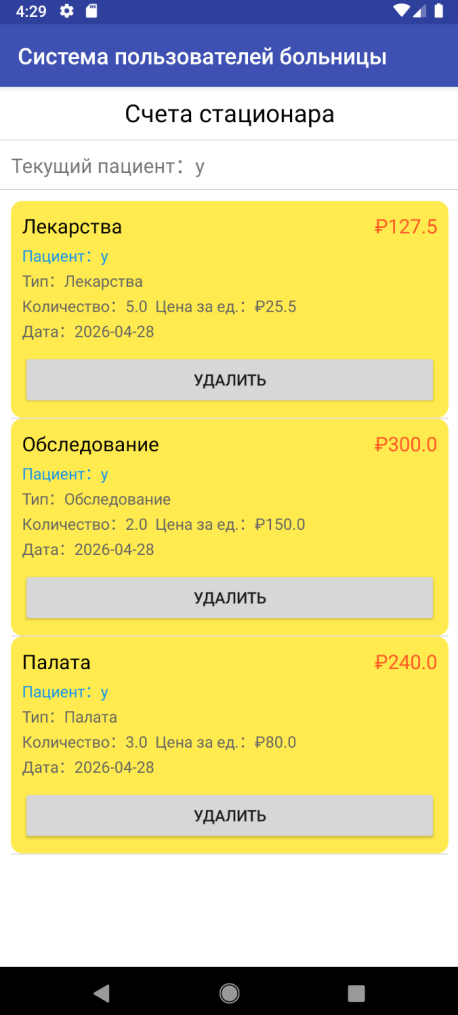 4:29
Система пользователей больницы
Счета стационара
Текущий пациент：у
Лекарства ₽127.5
Пациент：у
Тип：Лекарства
Количество：5.0 Цена за ед.：₽25.5
Дата：2026-04-28
УДАЛИТЬ
Обследование ₽300.0
Пациент：у
Тип：Обследование
Количество：2.0 Цена за ед.：₽150.0
Дата：2026-04-28
УДАЛИТЬ
Палата ₽240.0
Пациент：у
Тип：Палата
Количество：3.0 Цена за ед.：₽80.0
Дата：2026-04-28
УДАЛИТЬ